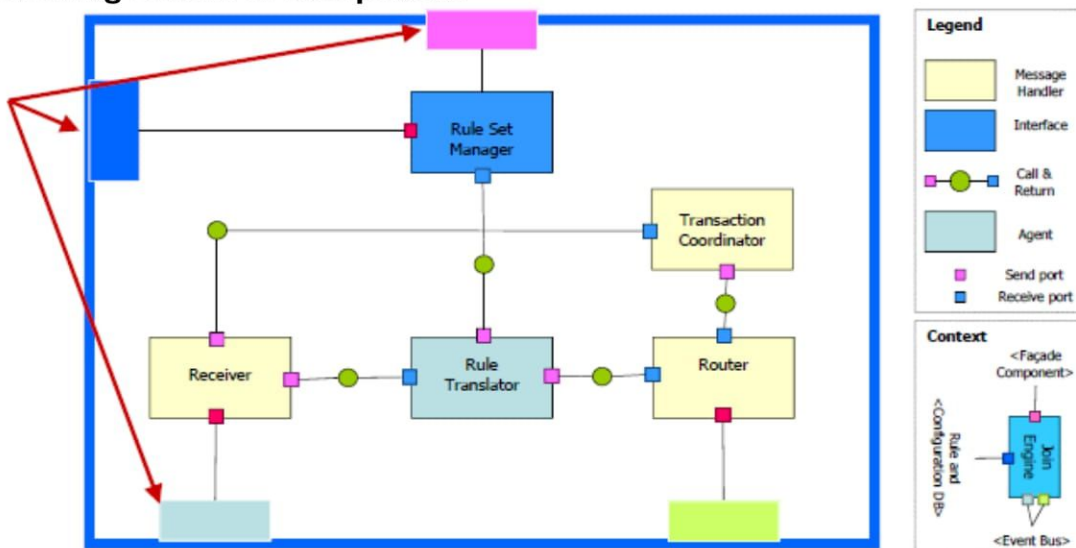 Rule Set
Manager
Transaction
Coordinator
Receiver
Rule
Translator
Router
Legend
Message
Handler
Interface
Call &
Return
Agent
Send port
Receive port
Context
<Façade
Component>
Join
Engine
Rule and
<Configuration DB>
<Event Bus>